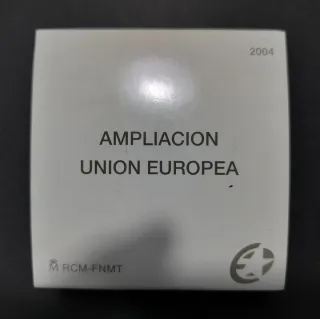 2004
AMPLIACION
UNION EUROPEA
M RCM-FNMT